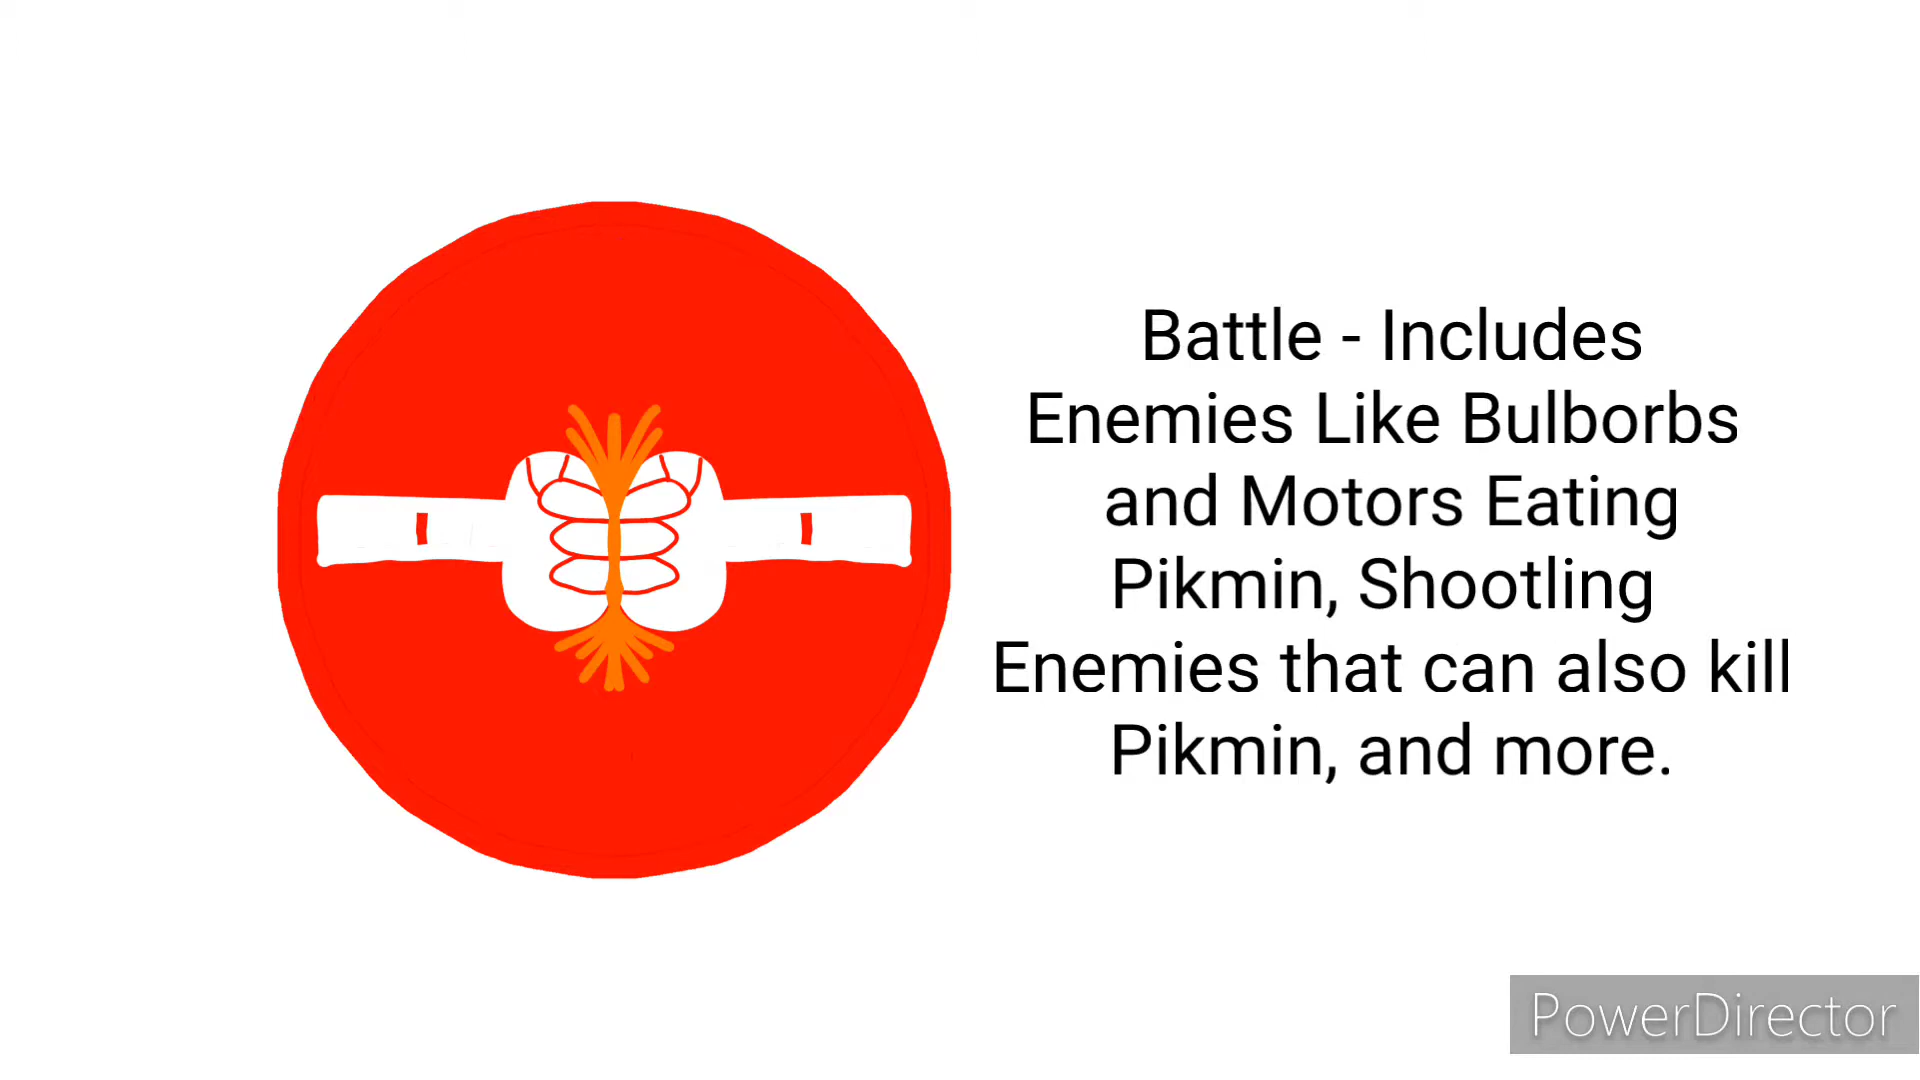 Battle - Includes
Enemies Like Bulborbs
and Motors Eating
Pikmin, Shootling
Enemies that can also kill
Pikmin, and more.
PowerDirector